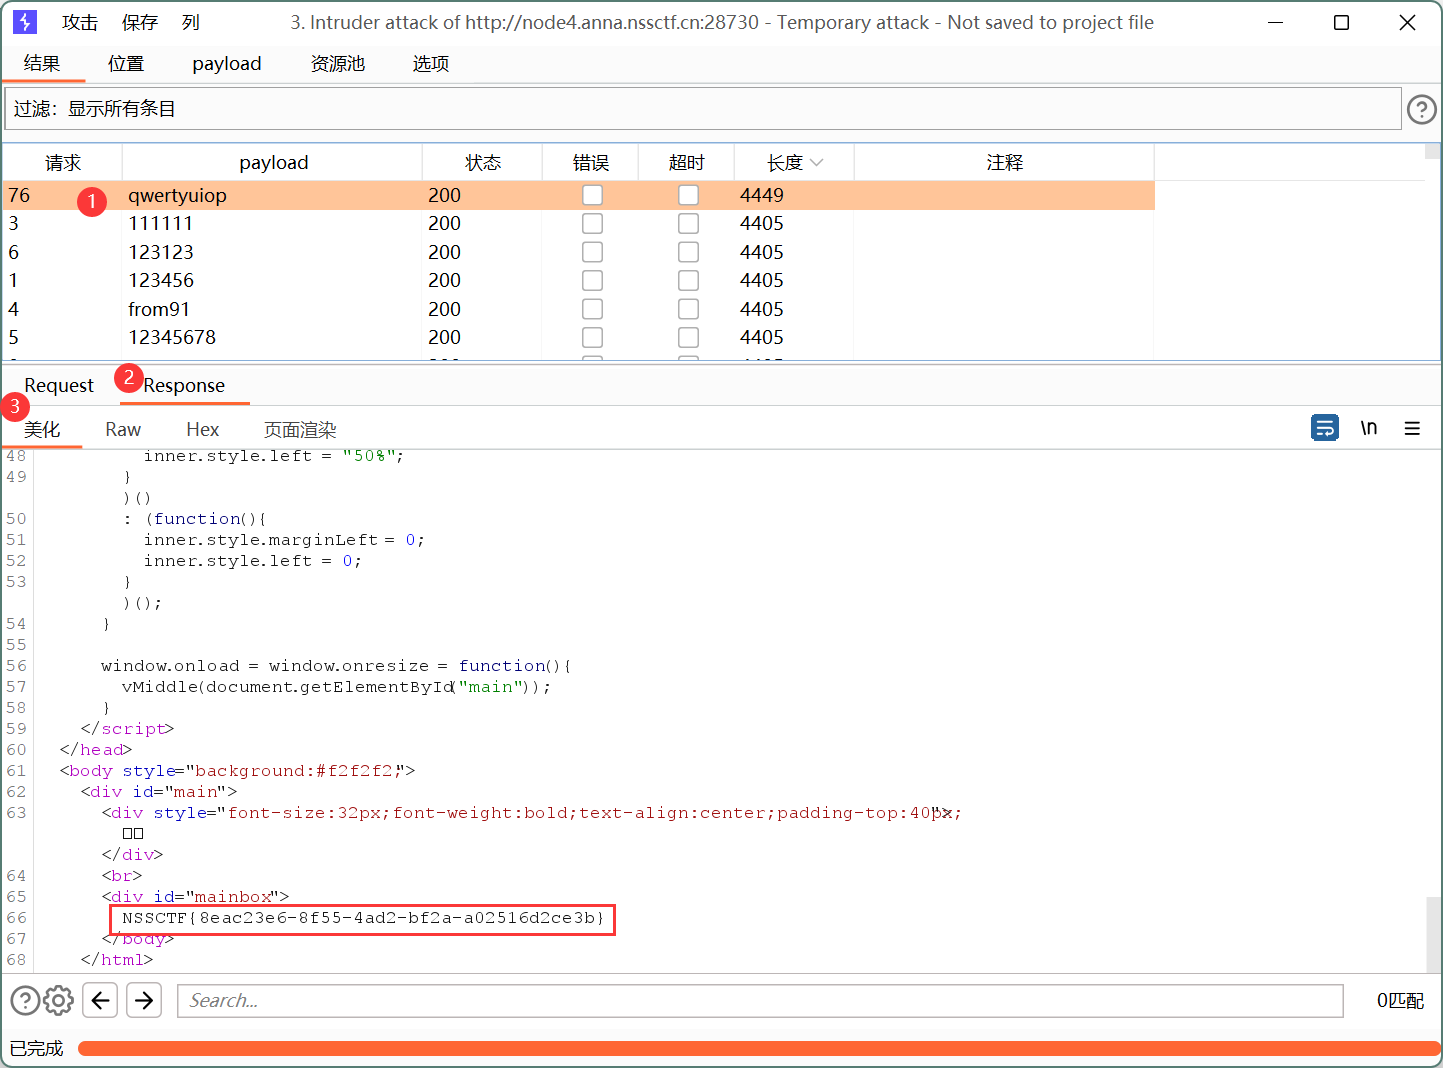 攻击 保存 列 3. Intruder attack of http://node4.anna.nssctf.cn:28730 - Temporary attack - Not saved to project file
结果 位置 payload 资源池 选项
过滤：显示所有条目
请求 payload 状态 错误 超时 长度 注释
76 1 qwertyuiop 200 4449
3 111111 200 4405
6 123123 200 4405
1 123456 200 4405
4 from91 200 4405
5 12345678 200 4405
Request 2 Response
3 美化 Raw Hex 页面渲染 \n
48 inner.style.left = "50%";
49 }
)()
50 : (function(){
51 inner.style.marginLeft = 0;
52 inner.style.left = 0;
53 }
)();
54 }
55
56 window.onload = window.onresize = function(){
57 vMiddle(document.getElementById("main"));
58 }
59 </script>
60 </head>
61 <body style="background:#f2f2f2;">
62 <div id="main">
63 <div style="font-size:32px;font-weight:bold;text-align:center;padding-top:40px;">
□□
</div>
64 <br>
65 <div id="mainbox">
66 NSSCTF{8eac23e6-8f55-4ad2-bf2a-a02516d2ce3b}
67 </body>
68 </html>
Search... 0匹配
已完成